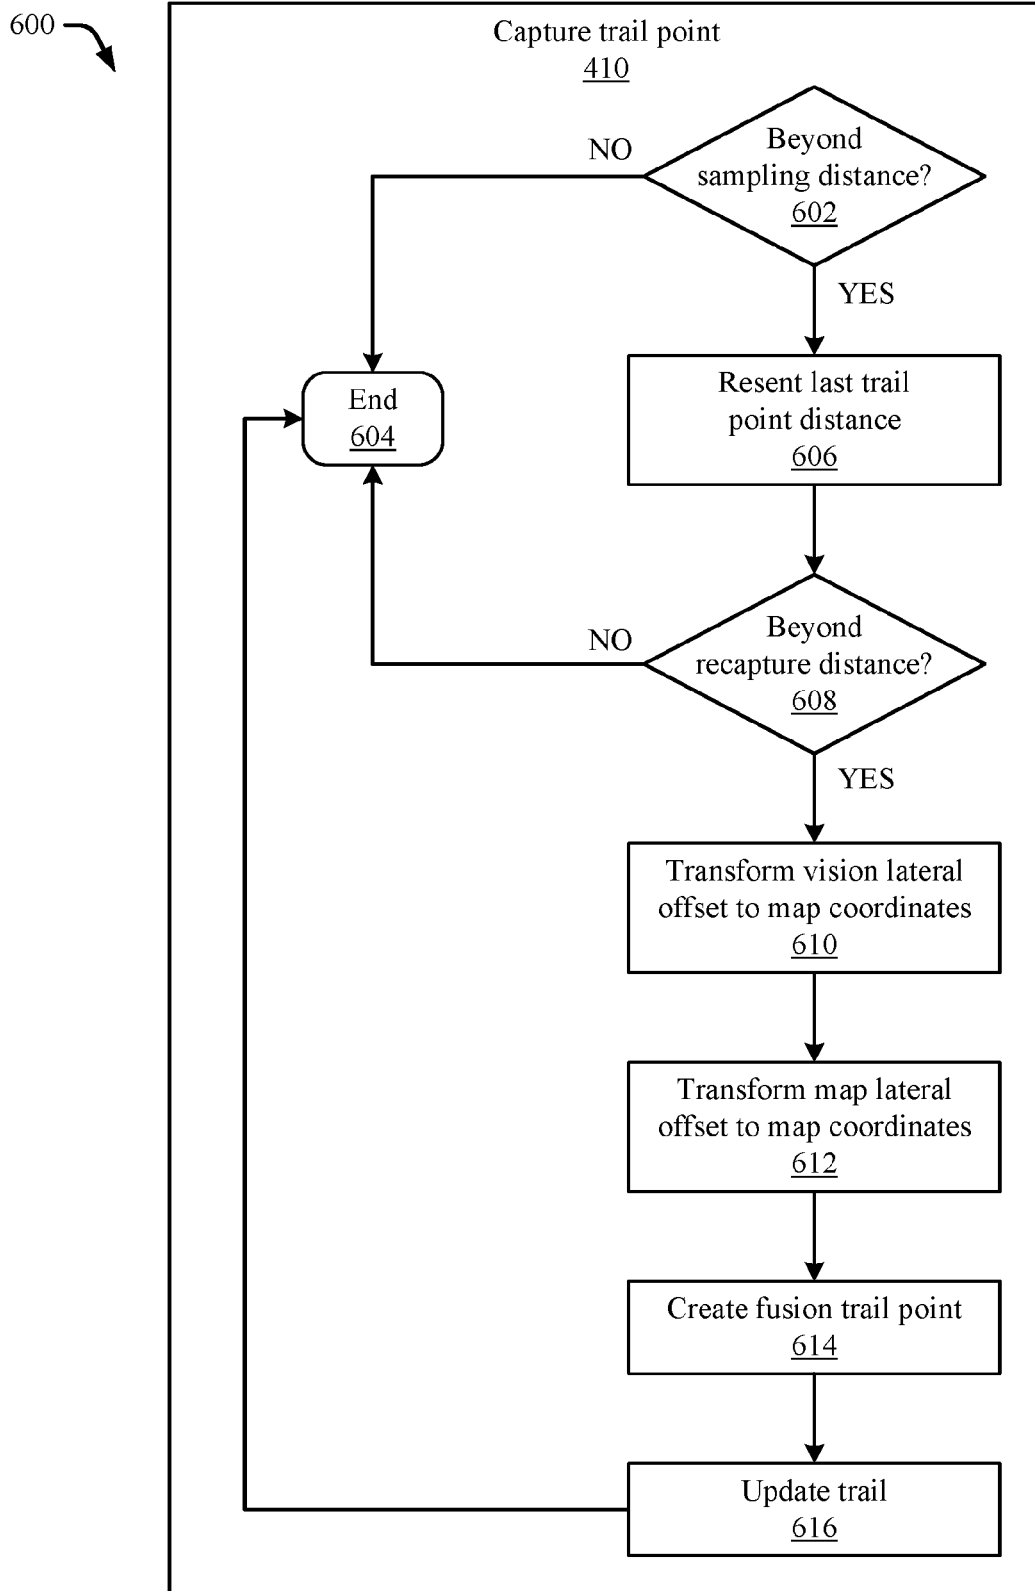 600
Capture trail point
410
Beyond
sampling distance?
602
NO
YES
End
604
Resent last trail
point distance
606
Beyond
recapture distance?
608
NO
YES
Transform vision lateral
offset to map coordinates
610
Transform map lateral
offset to map coordinates
612
Create fusion trail point
614
Update trail
616